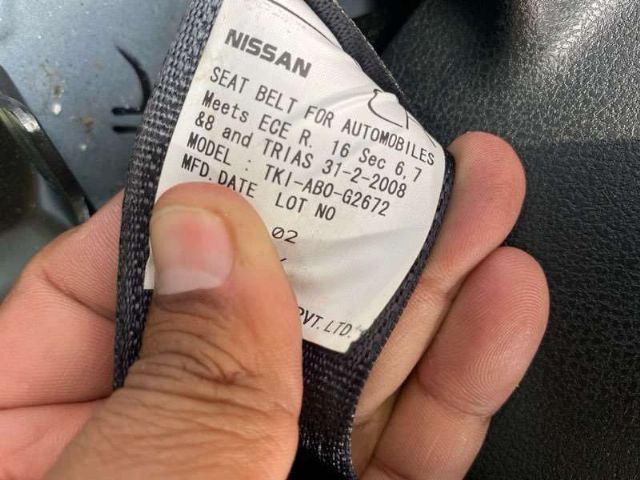 NISSAN
SEAT BELT FOR AUTOMOBILES
Meets ECE R. 16 Sec 6,7
&8 and TRIAS 31-2-2008
MODEL : TKI-AB0-G2672
MFD.DATE LOT NO
02
PVT. LTD.